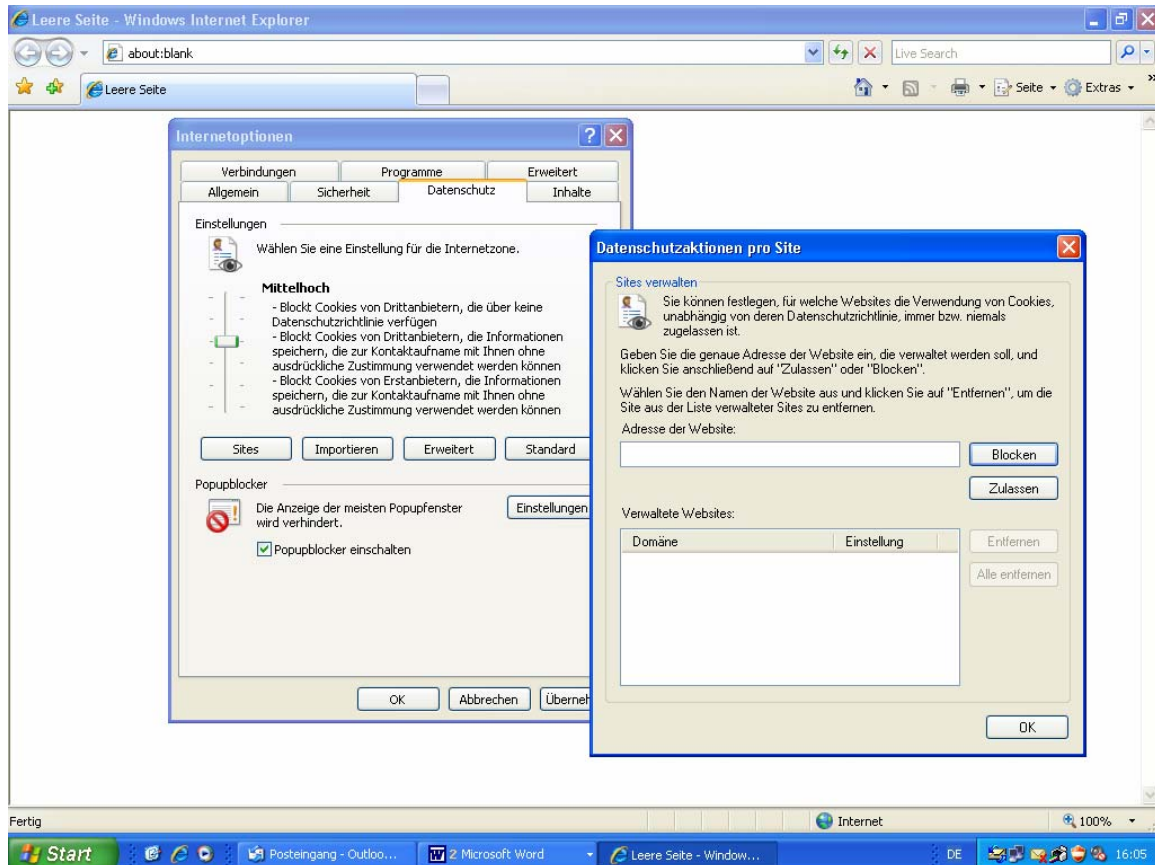 Leere Seite - Windows Internet Explorer
about:blank
Live Search
Leere Seite
Seite
Extras
Internetoptionen
Verbindungen
Programme
Erweitert
Allgemein
Sicherheit
Datenschutz
Inhalte
Einstellungen
Wählen Sie eine Einstellung für die Internetzone.
Mittelhoch
- Blockt Cookies von Drittanbietern, die über keine
Datenschutzrichtlinie verfügen
- Blockt Cookies von Drittanbietern, die Informationen
speichern, die zur Kontaktaufname mit Ihnen ohne
ausdrückliche Zustimmung verwendet werden können
- Blockt Cookies von Erstanbietern, die Informationen
speichern, die zur Kontaktaufname mit Ihnen ohne
ausdrückliche Zustimmung verwendet werden können
Sites
Importieren
Erweitert
Standard
Popupblocker
Die Anzeige der meisten Popupfenster
wird verhindert.
Einstellungen
Popupblocker einschalten
OK
Abbrechen
Überneh
Datenschutzaktionen pro Site
Sites verwalten
Sie können festlegen, für welche Websites die Verwendung von Cookies,
unabhängig von deren Datenschutzrichtlinie, immer bzw. niemals
zugelassen ist.
Geben Sie die genaue Adresse der Website ein, die verwaltet werden soll, und
klicken Sie anschließend auf "Zulassen" oder "Blocken".
Wählen Sie den Namen der Website aus und klicken Sie auf "Entfernen", um die
Site aus der Liste verwalteter Sites zu entfernen.
Adresse der Website:
Blocken
Zulassen
Verwaltete Websites:
Domäne
Einstellung
Entfernen
Alle entfernen
OK
Fertig
Internet
100%
Start
Posteingang - Outloo...
2 Microsoft Word
Leere Seite - Window...
DE
16:05